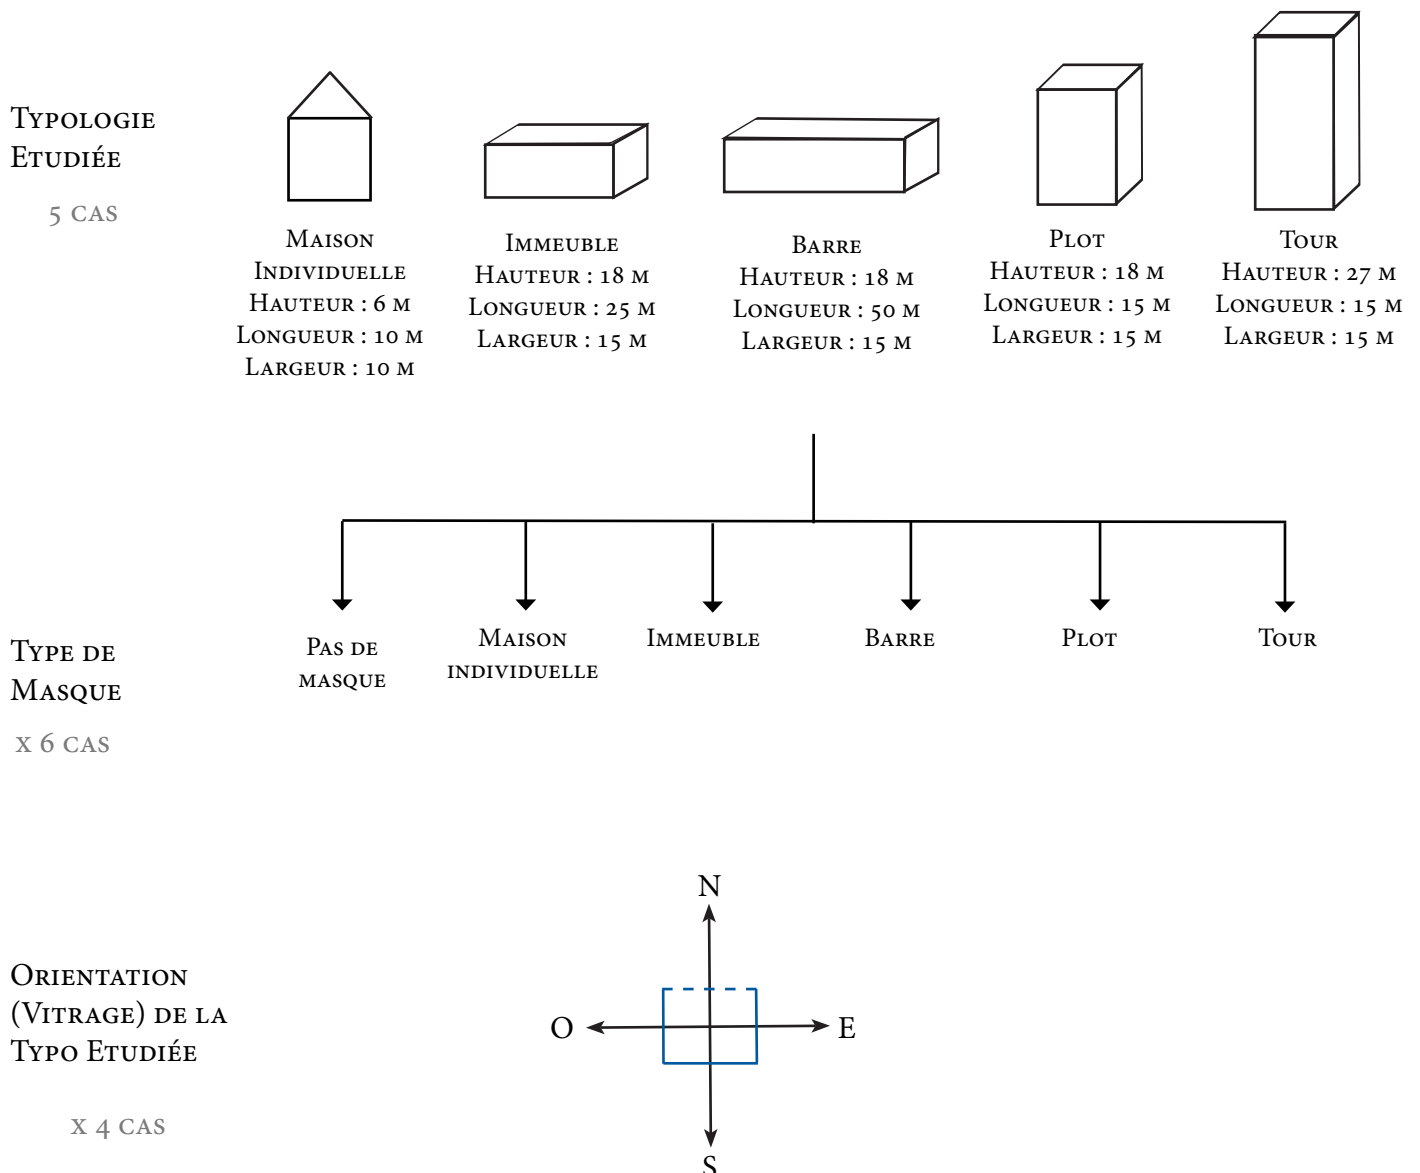 Typologie
Etudiée
5 cas
Maison
Individuelle
Hauteur : 6 m
Longueur : 10 m
Largeur : 10 m
Immeuble
Hauteur : 18 m
Longueur : 25 m
Largeur : 15 m
Barre
Hauteur : 18 m
Longueur : 50 m
Largeur : 15 m
Plot
Hauteur : 18 m
Longueur : 15 m
Largeur : 15 m
Tour
Hauteur : 27 m
Longueur : 15 m
Largeur : 15 m
Type de
Masque
x 6 cas
Pas de
masque
Maison
individuelle
Immeuble
Barre
Plot
Tour
Orientation
(Vitrage) de la
Typo Etudiée
x 4 cas
N
O
E
S